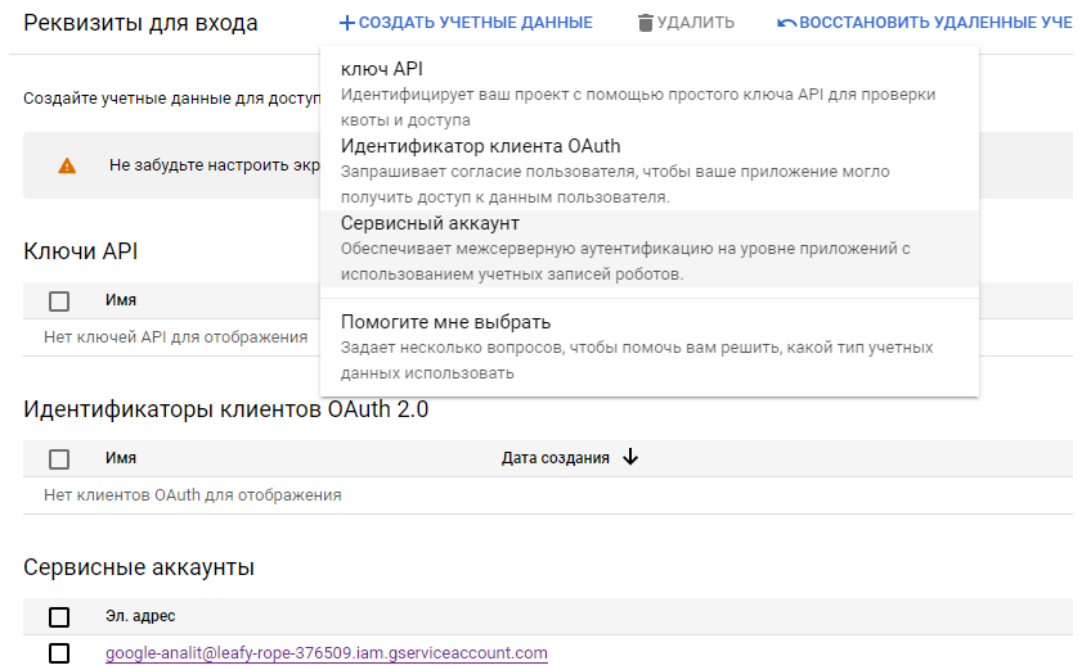 Реквизиты для входа
СОЗДАТЬ УЧЕТНЫЕ ДАННЫЕ
УДАЛИТЬ
ВОССТАНОВИТЬ УДАЛЕННЫЕ УЧЕ
ключ API
Идентифицирует ваш проект с помощью простого ключа API для проверки
квоты и доступа
Идентификатор клиента OAuth
Запрашивает согласие пользователя, чтобы ваше приложение могло
получить доступ к данным пользователя.
Сервисный аккаунт
Обеспечивает межсерверную аутентификацию на уровне приложений с
использованием учетных записей роботов.
Помогите мне выбрать
Задает несколько вопросов, чтобы помочь вам решить, какой тип учетных
данных использовать
Создайте учетные данные для доступ
Не забудьте настроить экр
Ключи API
Имя
Нет ключей API для отображения
Идентификаторы клиентов OAuth 2.0
Имя
Дата создания
Нет клиентов OAuth для отображения
Сервисные аккаунты
Эл. адрес
google-analit@leafy-rope-376509.iam.gserviceaccount.com